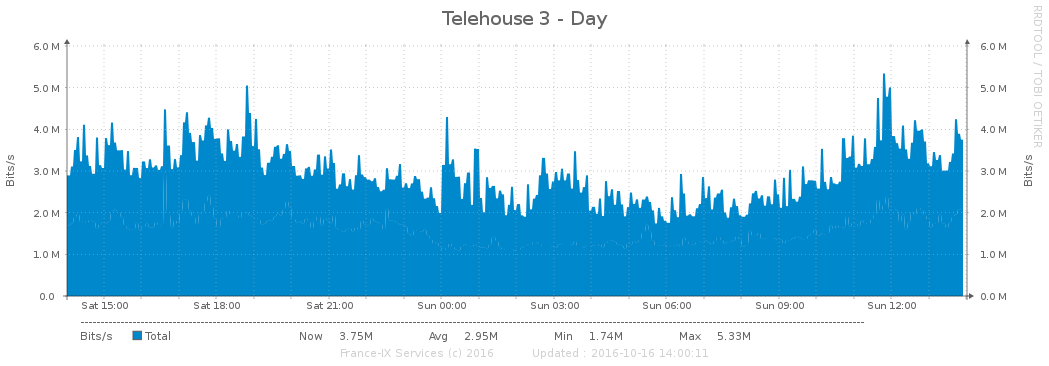 Telehouse 3 - Day
RRDTOOL / TOBI OETIKER
6.0 M 6.0 M
5.0 M 5.0 M
4.0 M 4.0 M
3.0 M 3.0 M
2.0 M 2.0 M
1.0 M 1.0 M
0.0 0.0 M
Bits/s
Bits/s
Sat 15:00 Sat 18:00 Sat 21:00 Sun 00:00 Sun 03:00 Sun 06:00 Sun 09:00 Sun 12:00
Bits/s Total Now 3.75M Avg 2.95M Min 1.74M Max 5.33M
France-IX Services (c) 2016 Updated : 2016-10-16 14:00:11